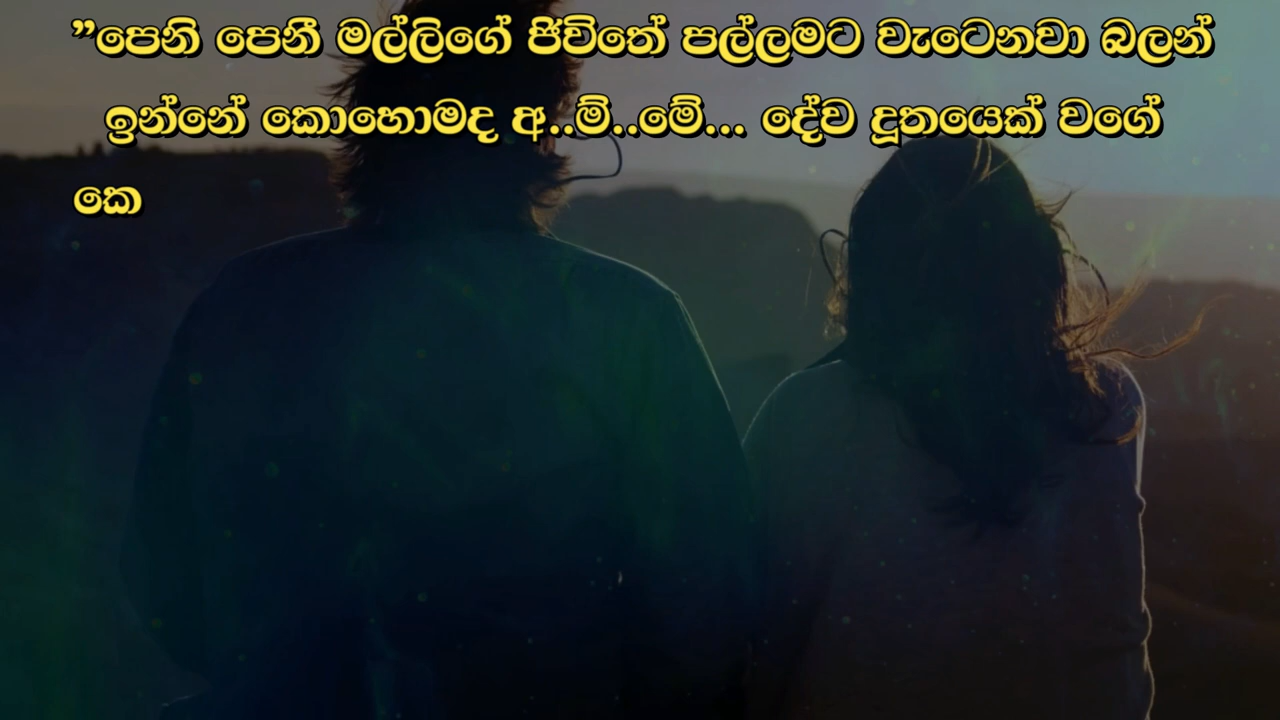 ”පෙනි පෙනී මල්ලිගේ ජිවිතේ පල්ලමට වැටෙනවා බලන්
ඉන්නේ කොහොමද අ..ම්..මේ... දේව දූතයෙක් වගේ
කෙ